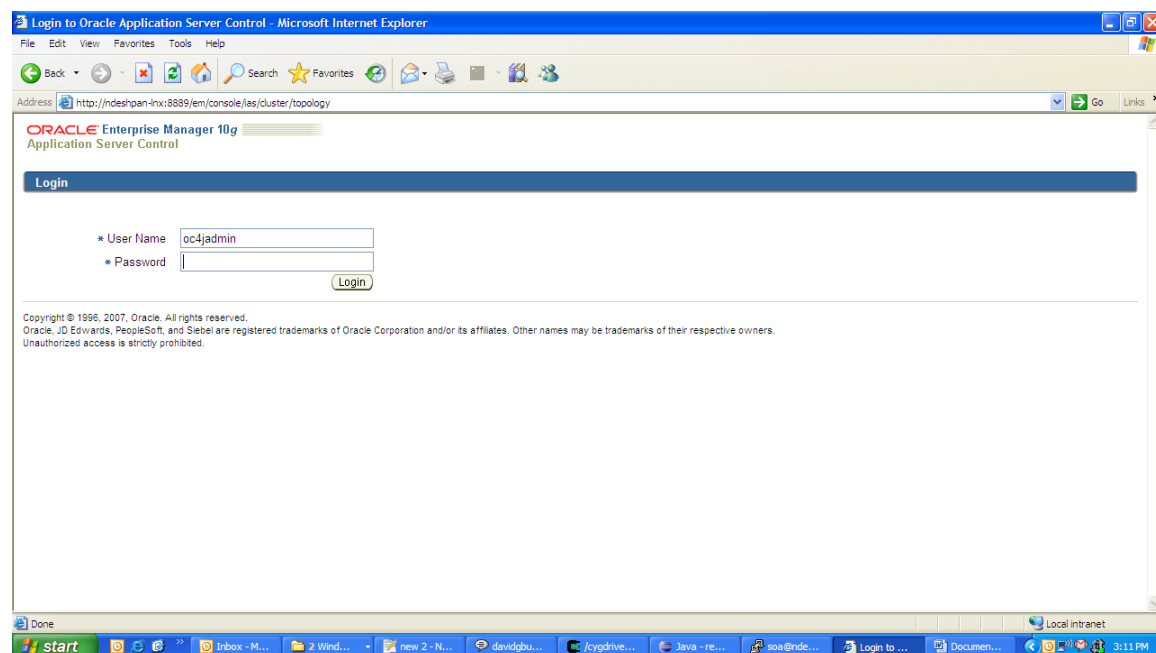 Login to Oracle Application Server Control - Microsoft Internet Explorer
File Edit View Favorites Tools Help
Back Search Favorites
Address http://ndeshpan-lnx:8889/em/console/ias/cluster/topology Go Links
ORACLE Enterprise Manager 10g
Application Server Control
Login
* User Name oc4jadmin
* Password
Login
Copyright © 1996, 2007, Oracle. All rights reserved.
Oracle, JD Edwards, PeopleSoft, and Siebel are registered trademarks of Oracle Corporation and/or its affiliates. Other names may be trademarks of their respective owners.
Unauthorized access is strictly prohibited.
Done Local intranet
start Inbox - M... 2 Wind... new 2 - N... davidgbu... /cygdrive... Java - re... soa@nde... Login to ... Documen... 3:11 PM